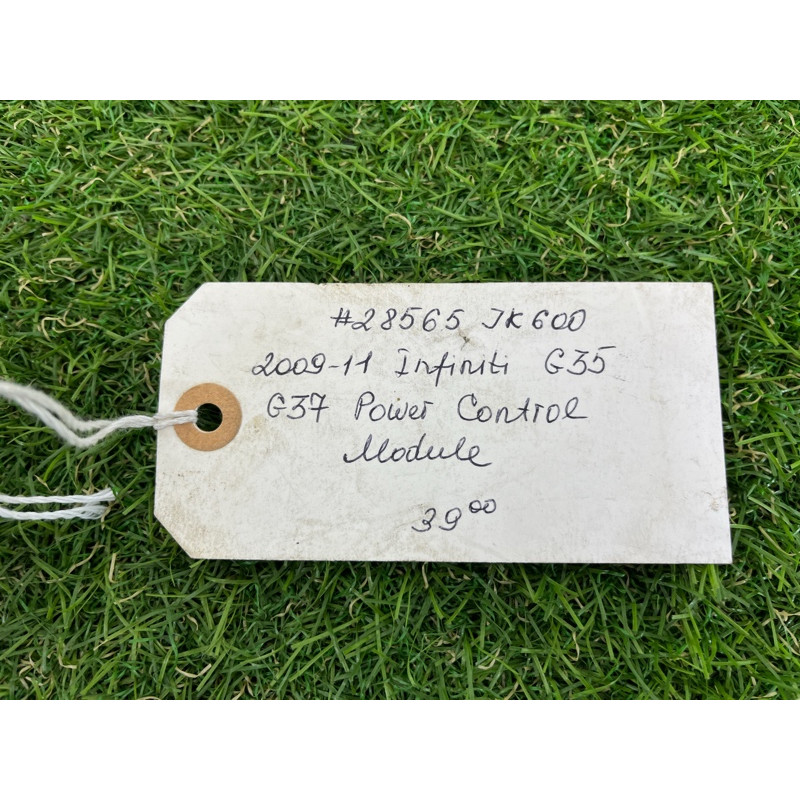 #28565 JK600
2009-11 Infiniti G35
G37 Power Control
Module
39⁰⁰